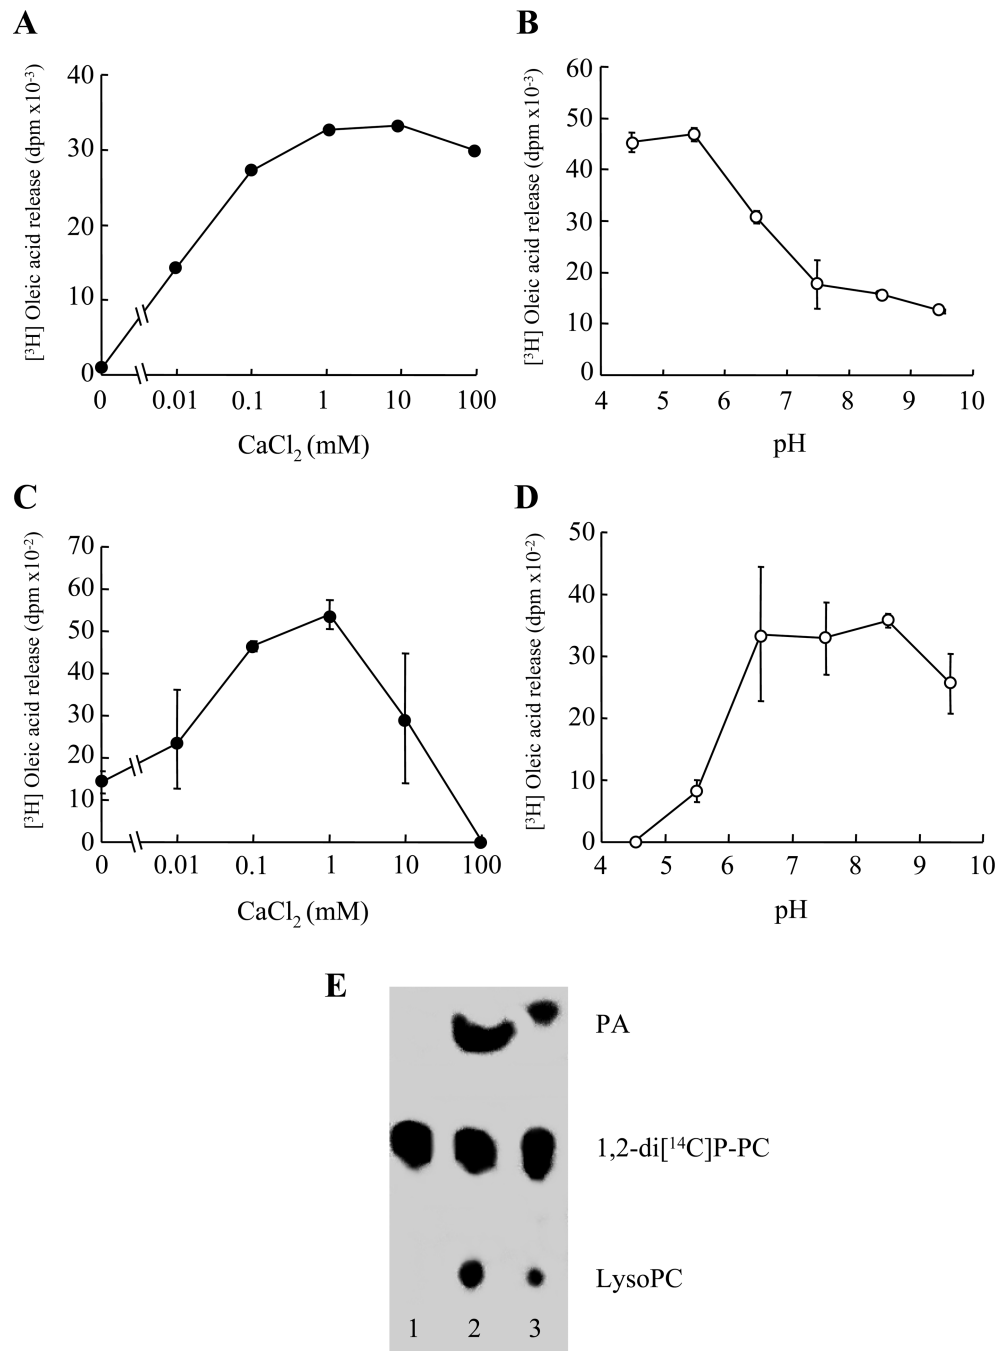 A
[³H] Oleic acid release (dpm x10⁻³)
40
30
20
10
0
0 0.01 0.1 1 10 100
CaCl₂ (mM)
B
[³H] Oleic acid release (dpm x10⁻³)
60
50
40
30
20
10
0
4 5 6 7 8 9 10
pH
C
[³H] Oleic acid release (dpm x10⁻²)
70
60
50
40
30
20
10
0
0 0.01 0.1 1 10 100
CaCl₂ (mM)
D
[³H] Oleic acid release (dpm x10⁻²)
50
40
30
20
10
0
4 5 6 7 8 9 10
pH
E
PA
1,2-di[¹⁴C]P-PC
LysoPC
1 2 3